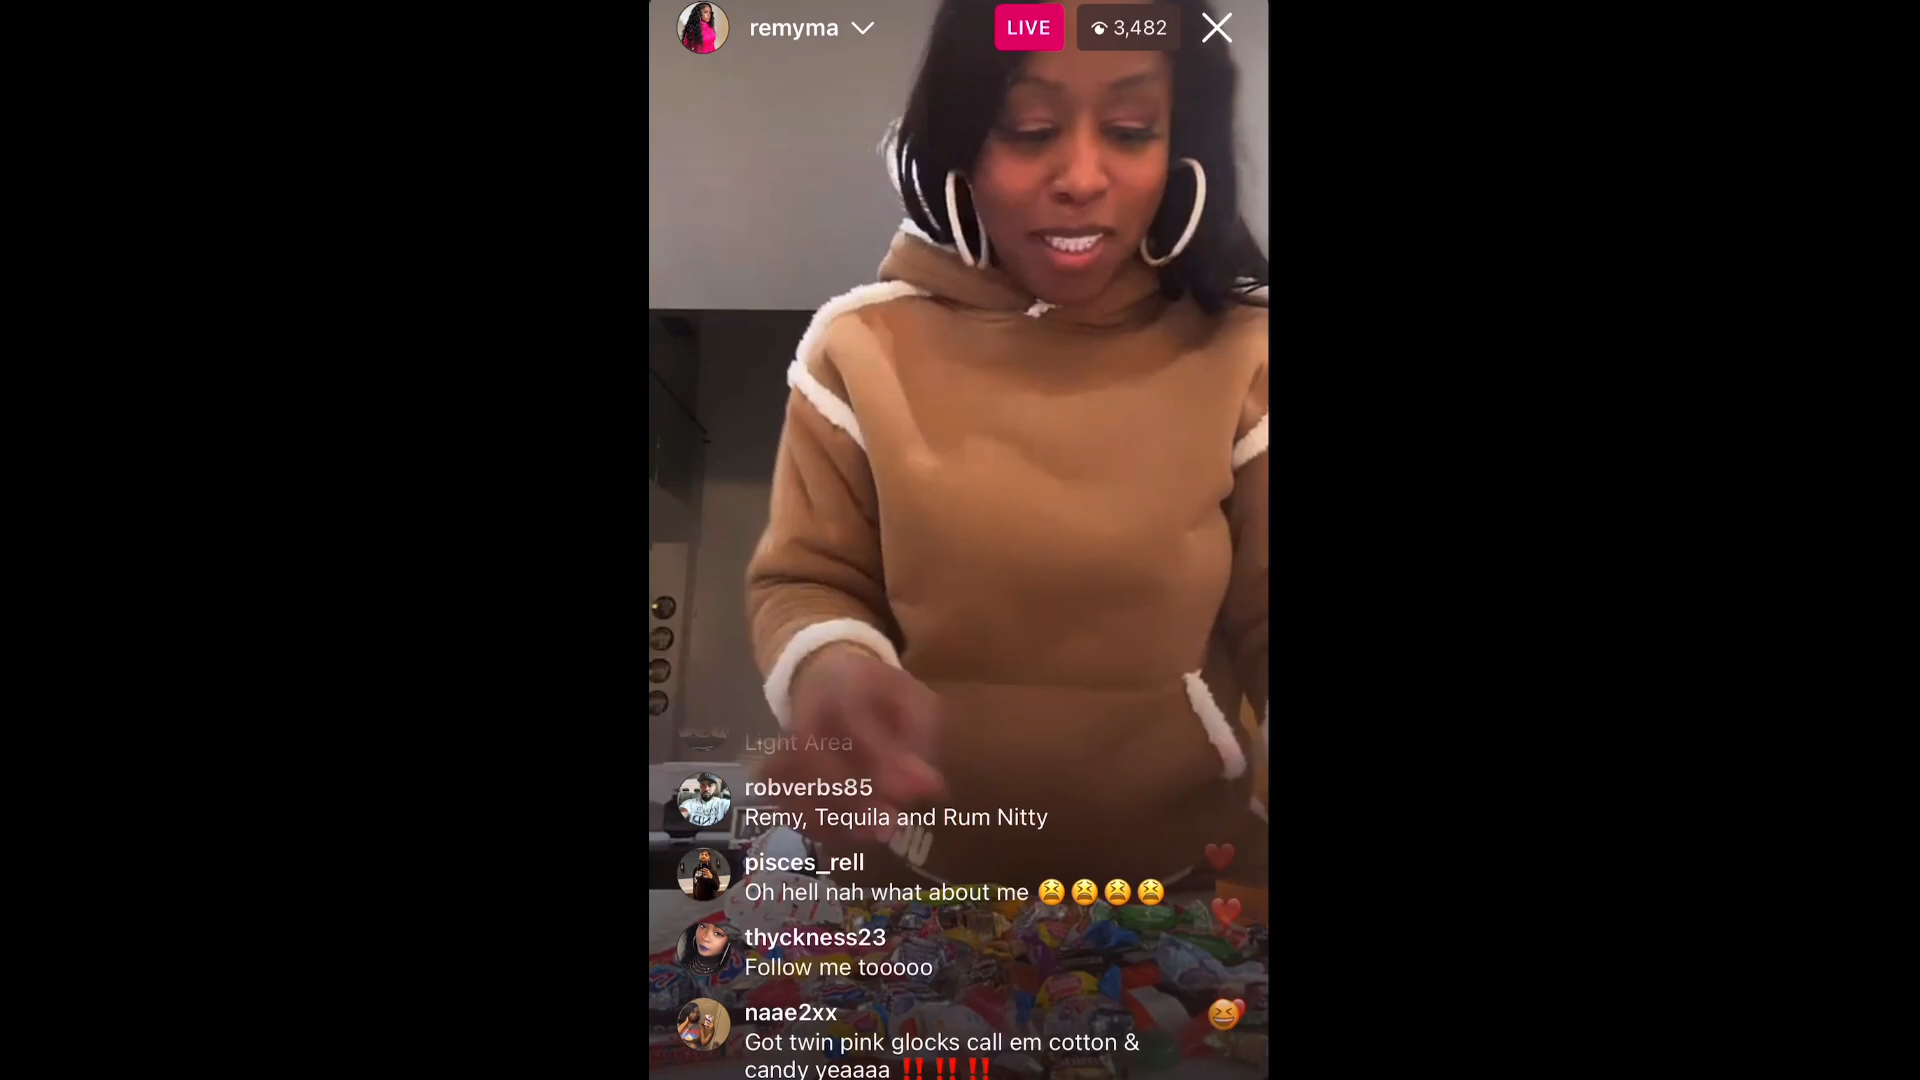 remyma
LIVE
3,482
Light Area
robverbs85
Remy, Tequila and Rum Nitty
pisces_rell
Oh hell nah what about me 😫😫😫😫
thyckness23
Follow me tooooo
naae2xx
Got twin pink glocks call em cotton &
candy yeaaaa ‼️‼️‼️